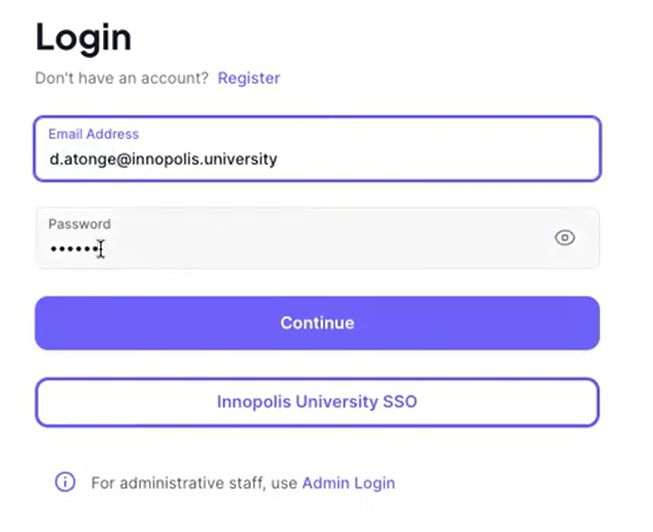 Login
Don't have an account? Register
Email Address
d.atonge@innopolis.university
Password
••••••
Continue
Innopolis University SSO
For administrative staff, use Admin Login